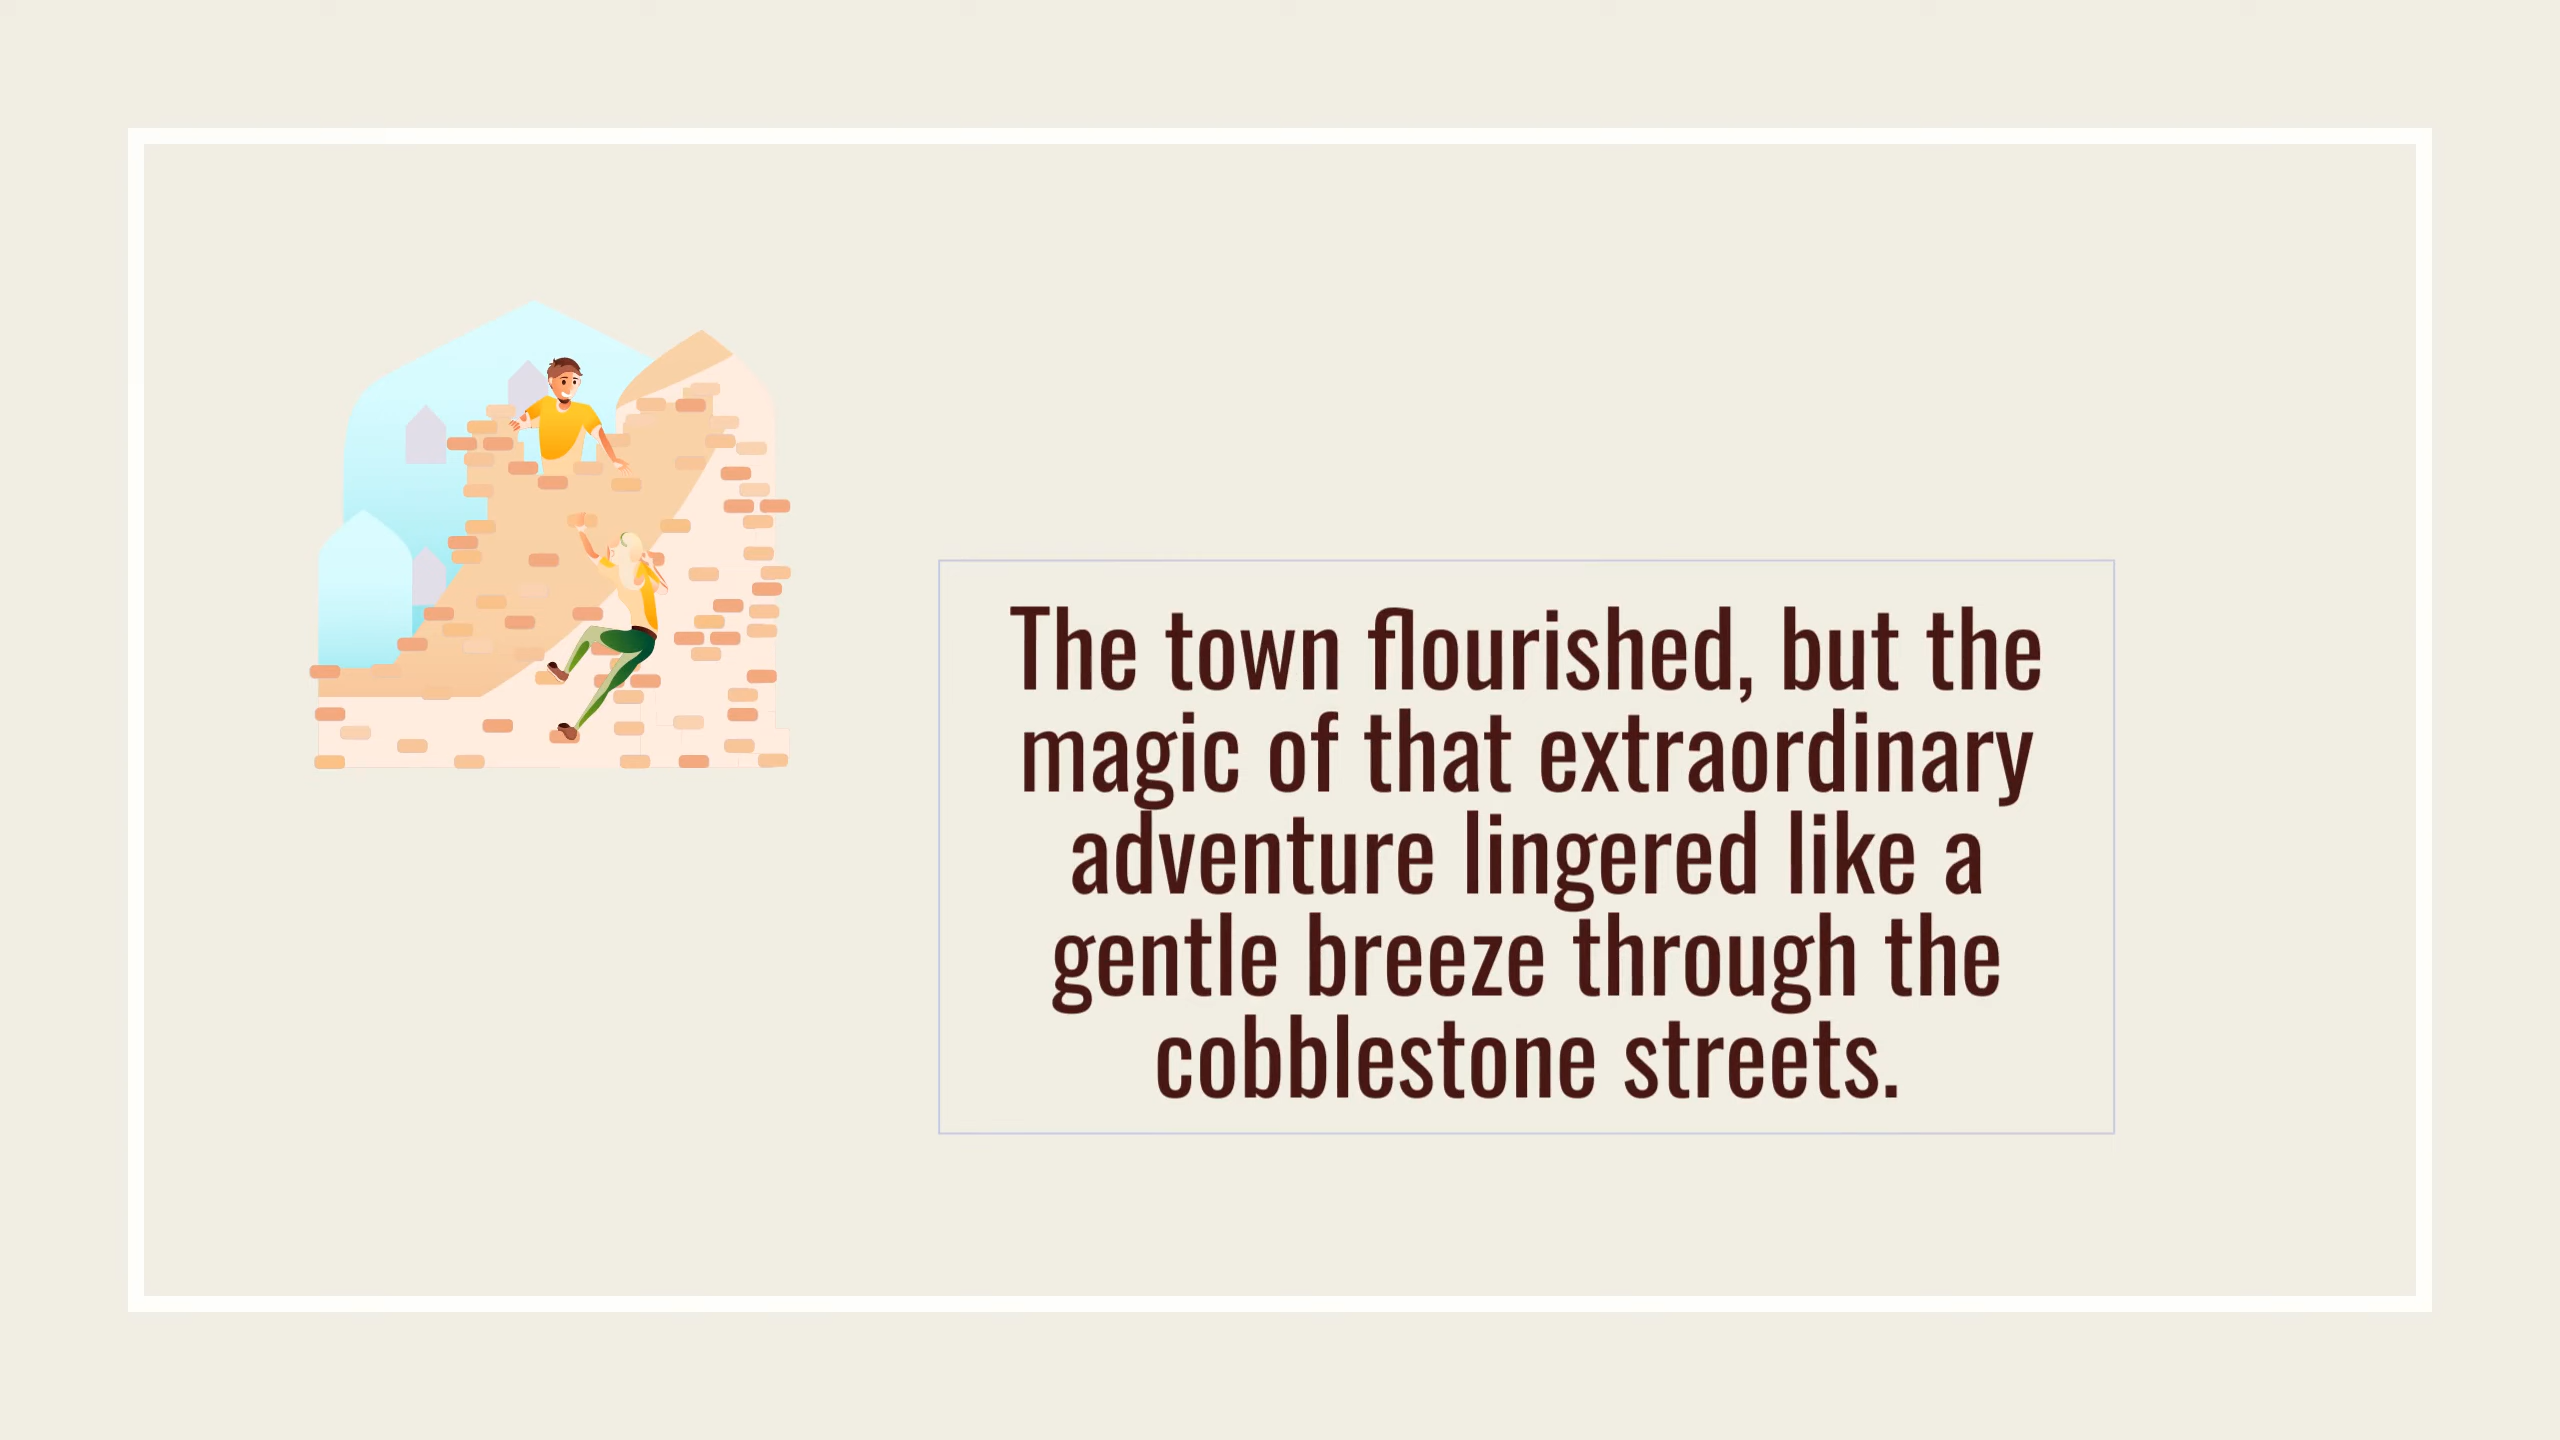 The town flourished, but the
magic of that extraordinary
adventure lingered like a
gentle breeze through the
cobblestone streets.